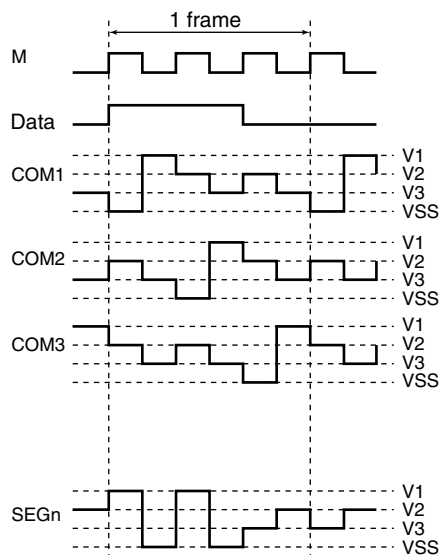 1 frame
M
Data
COM1
V1
V2
V3
VSS
COM2
V1
V2
V3
VSS
COM3
V1
V2
V3
VSS
SEGn
V1
V2
V3
VSS